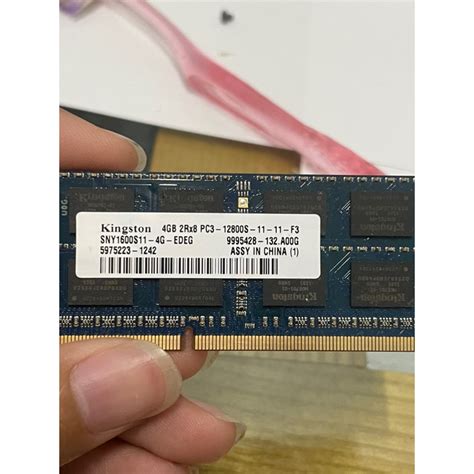 Kingston 4GB 2Rx8 PC3-12800S-11-11-F3
SNY1600S11-4G-EDEG 9995428-132.A00G
5975223-1242 ASSY IN CHINA (1)
Kingston